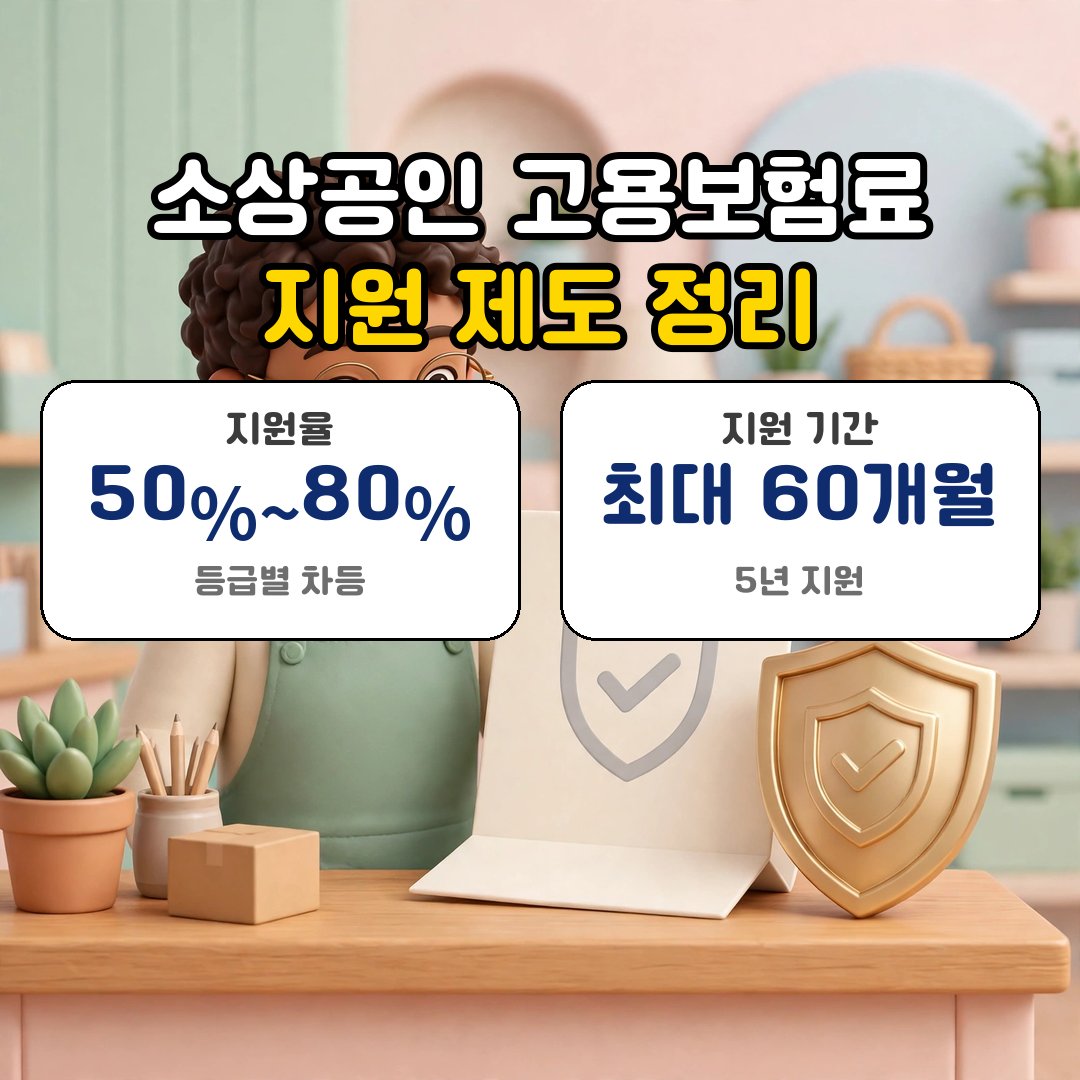 소상공인 고용보험료
지원 제도 정리
지원율
50%~80%
등급별 차등
지원 기간
최대 60개월
5년 지원